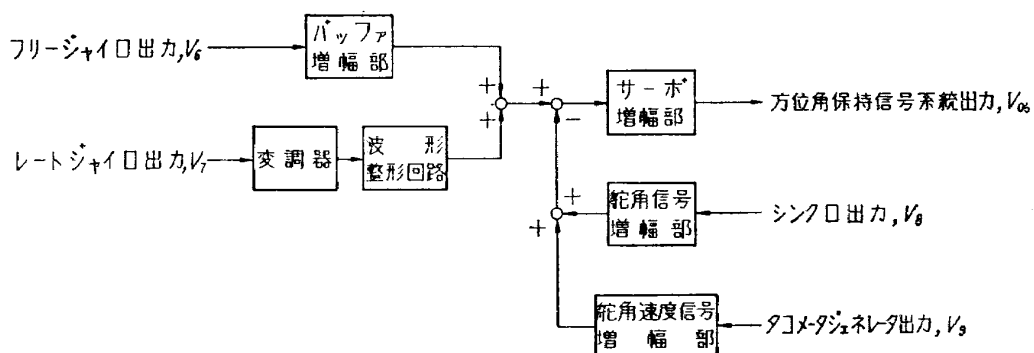 フリージャイロ出力,V₆
バッファ
増幅部
レートジャイロ出力,V₇
変調器
波形
整形回路
+
+
+
−
サーボ
増幅部
方位角保持信号系統出力,V₀₆
+
+
舵角信号
増幅部
シンクロ出力,V₈
舵角速度信号
増幅部
タコメータジェネレータ出力,V₉